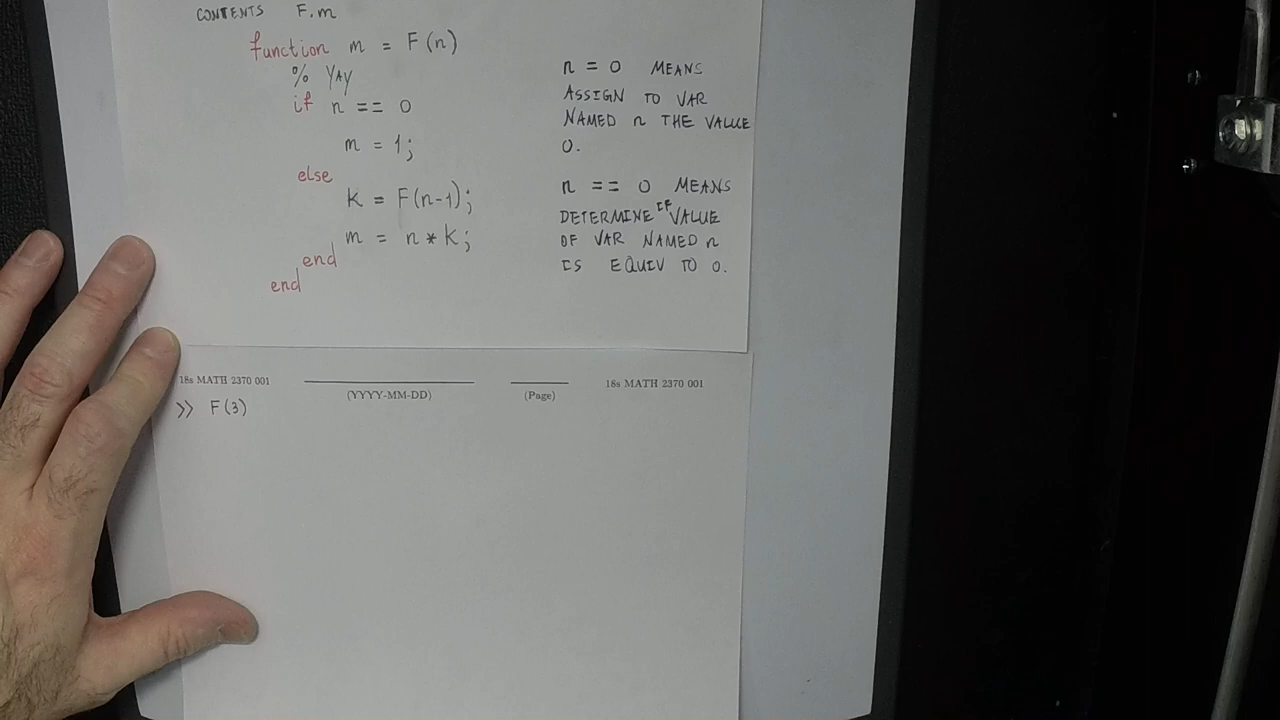 CONTENTS F.m
function m = F(n)
% YAY
if n == 0
m = 1;
else
K = F(n-1);
m = n * K;
end
end
n = 0 MEANS
ASSIGN TO VAR
NAMED n THE VALUE
0.
n == 0 MEANS
DETERMINE IF VALUE
OF VAR NAMED n
IS EQUIV TO 0.
18s MATH 2370 001
(YYYY-MM-DD)
(Page)
18s MATH 2370 001
>> F(3)